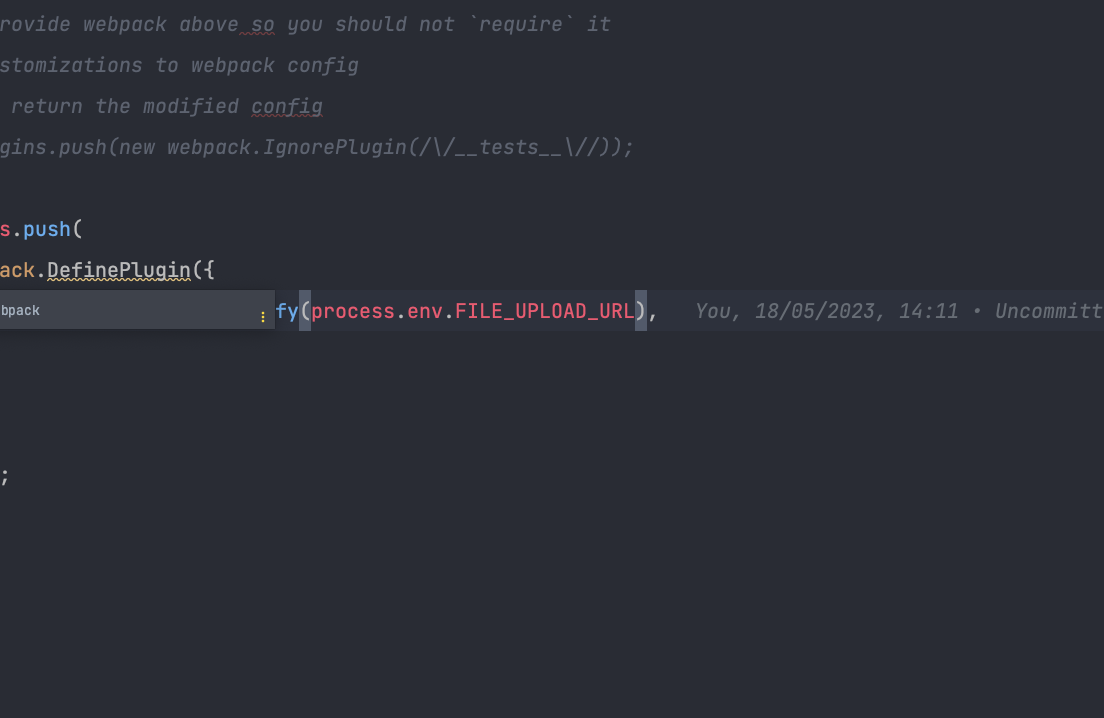 rovide webpack above so you should not `require` it
stomizations to webpack config
return the modified config
gins.push(new webpack.IgnorePlugin(/\/__tests__\//));
s.push(
ack.DefinePlugin({
bpack
fy(process.env.FILE_UPLOAD_URL), You, 18/05/2023, 14:11 • Uncommitt
;